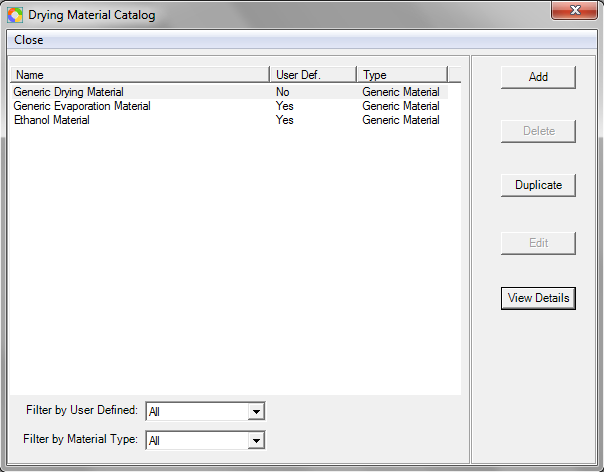 Drying Material Catalog
Close
Name User Def. Type
Generic Drying Material No Generic Material
Generic Evaporation Material Yes Generic Material
Ethanol Material Yes Generic Material
Add
Delete
Duplicate
Edit
View Details
Filter by User Defined: All
Filter by Material Type: All